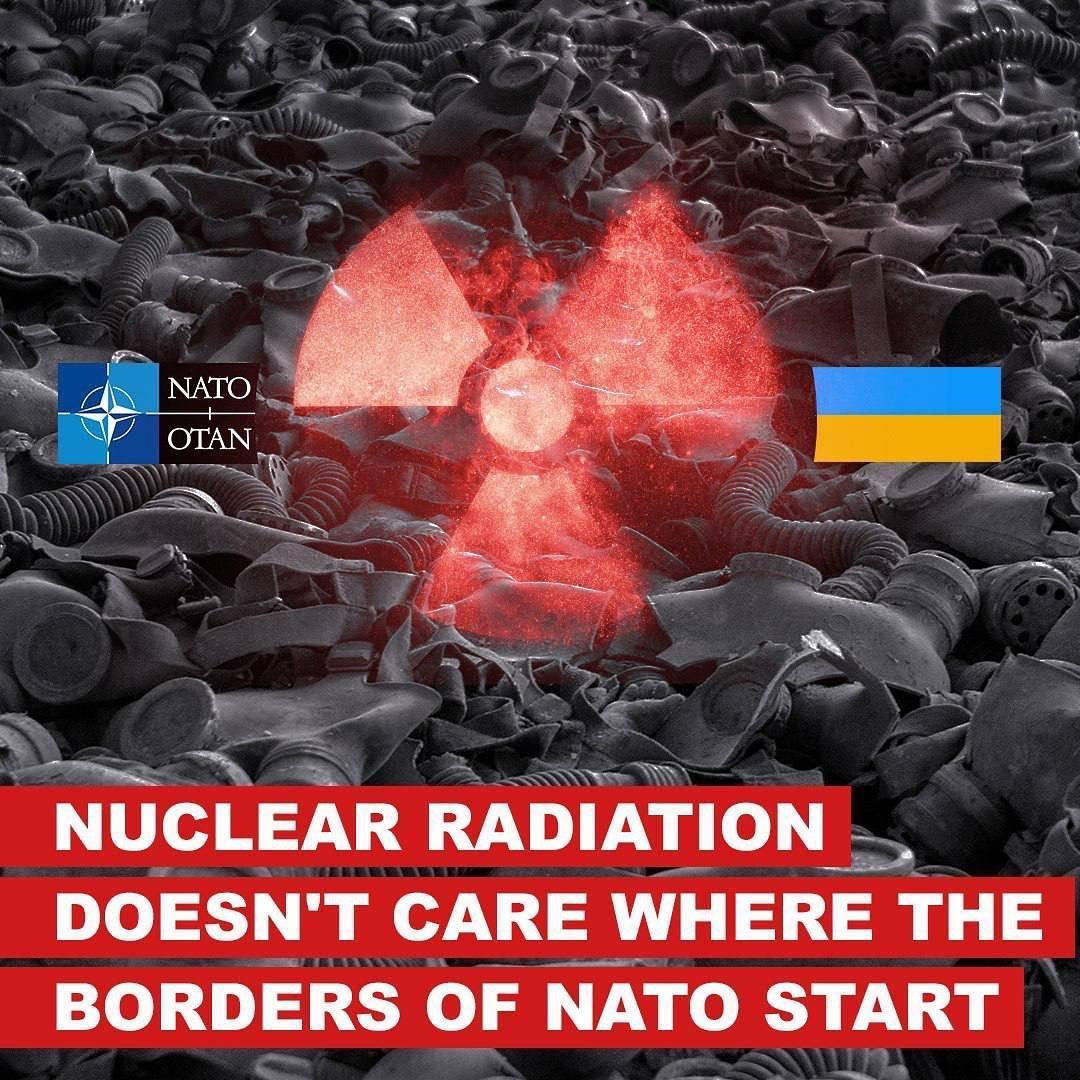 NATO
OTAN
NUCLEAR RADIATION
DOESN'T CARE WHERE THE
BORDERS OF NATO START